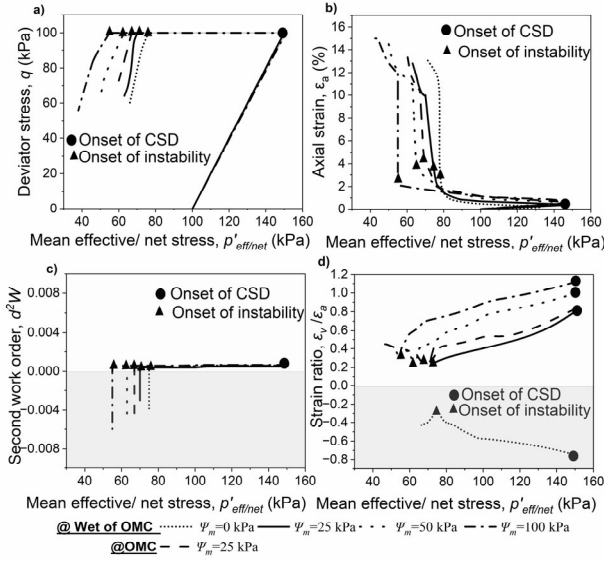 a)
Deviator stress, q (kPa)
120
100
80
60
40
20
0
40 60 80 100 120 140 160
Onset of CSD
Onset of instability
Mean effective/ net stress, p'eff/net (kPa)
b)
Axial strain, εa (%)
16
14
12
10
8
6
4
2
0
40 60 80 100 120 140 160
Onset of CSD
Onset of instability
Mean effective/ net stress, p'eff/net (kPa)
c)
Second work order, d²W
0.008
0.004
0.000
−0.004
−0.008
40 60 80 100 120 140 160
Onset of CSD
Onset of instability
Mean effective/ net stress, p'eff/net (kPa)
d)
Strain ratio, εv /εa
1.2
1.0
0.8
0.6
0.4
0.2
0.0
−0.2
−0.4
−0.6
−0.8
40 60 80 100 120 140 160
Onset of CSD
Onset of instability
Mean effective/ net stress, p'eff/net (kPa)
@ Wet of OMC Ψm=0 kPa Ψm=25 kPa Ψm=50 kPa Ψm=100 kPa
@OMC Ψm=25 kPa